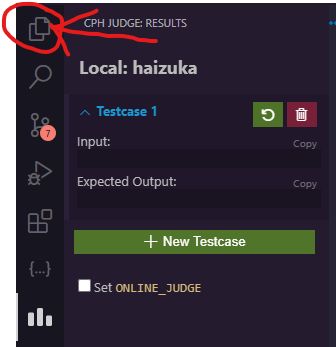 CPH JUDGE: RESULTS
Local: haizuka
Testcase 1
Input:
Copy
Expected Output:
Copy
+ New Testcase
Set ONLINE_JUDGE
7
{...}